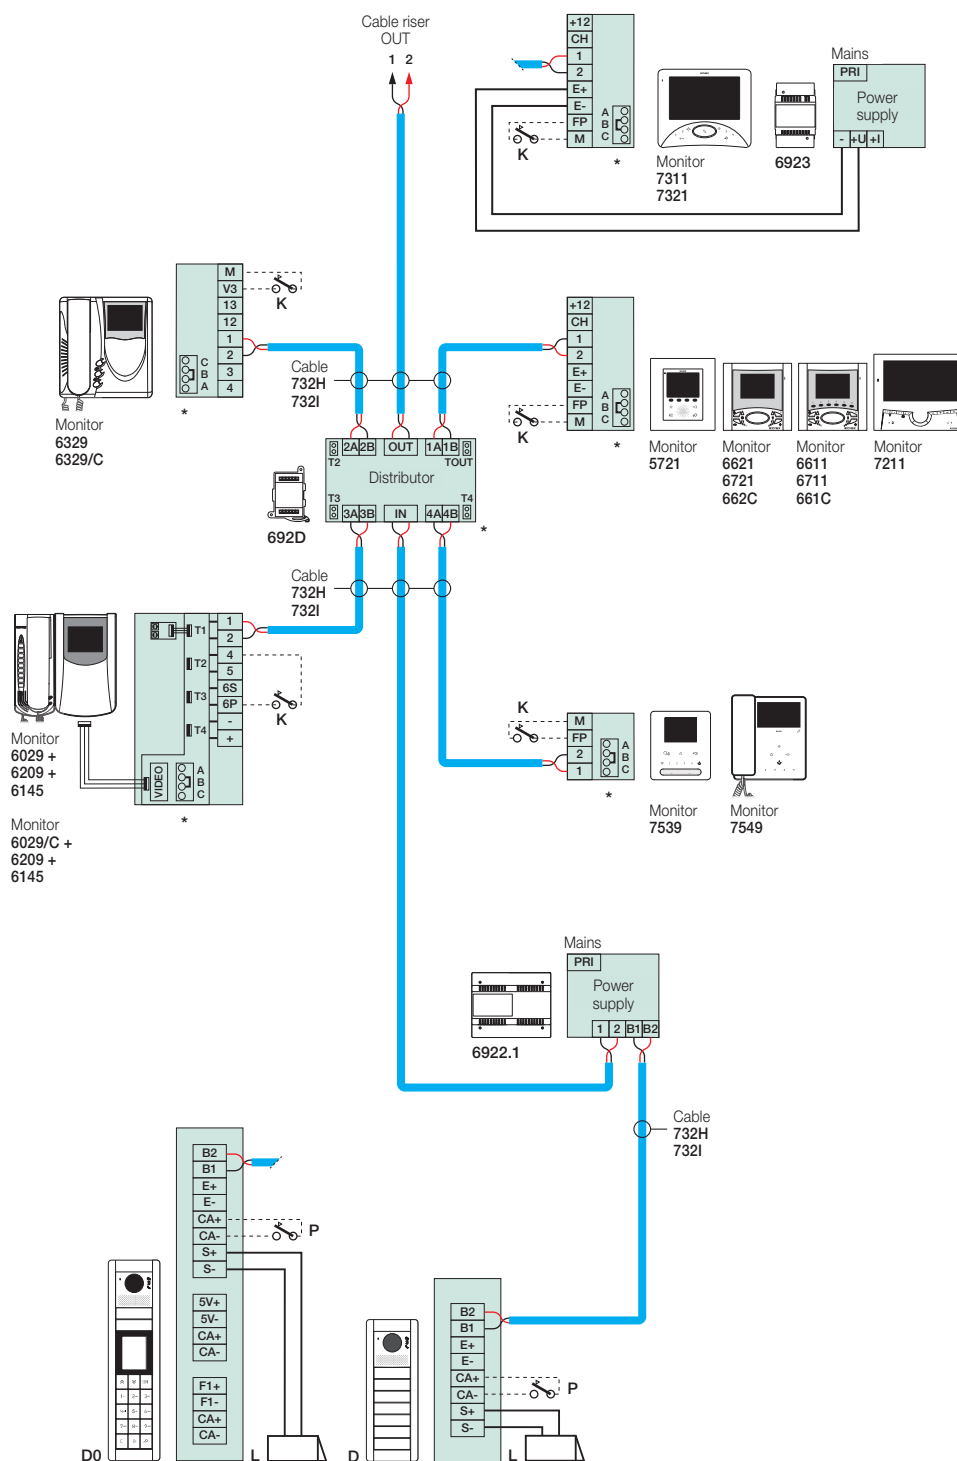 Cable riser
OUT
1 2
+12
CH
1
2
E+
E-
FP
M
A
B
C
*
K
Monitor
7311
7321
6923
Mains
PRI
Power
supply
- +U +I
M
V3
13
12
1
2
3
4
C
B
A
*
K
Monitor
6329
6329/C
Cable
732H
732I
+12
CH
1
2
E+
E-
FP
M
A
B
C
*
K
Monitor
5721
Monitor
6621
6721
662C
Monitor
6611
6711
661C
Monitor
7211
2A 2B OUT 1A 1B
T2 TOUT
Distributor
T3 T4
3A 3B IN 4A 4B
*
692D
Cable
732H
732I
T1
T2
T3
T4
1
2
4
5
6S
6P
-
+
VIDEO
A
B
C
*
K
Monitor
6029 +
6209 +
6145
Monitor
6029/C +
6209 +
6145
K
M
FP
2
1
A
B
C
*
Monitor
7539
Monitor
7549
Mains
PRI
Power
supply
1 2 B1 B2
6922.1
Cable
732H
732I
B2
B1
E+
E-
CA+
CA-
S+
S-
P
5V+
5V-
CA+
CA-
F1+
F1-
CA+
CA-
D0
L
B2
B1
E+
E-
CA+
CA-
S+
S-
P
D
L